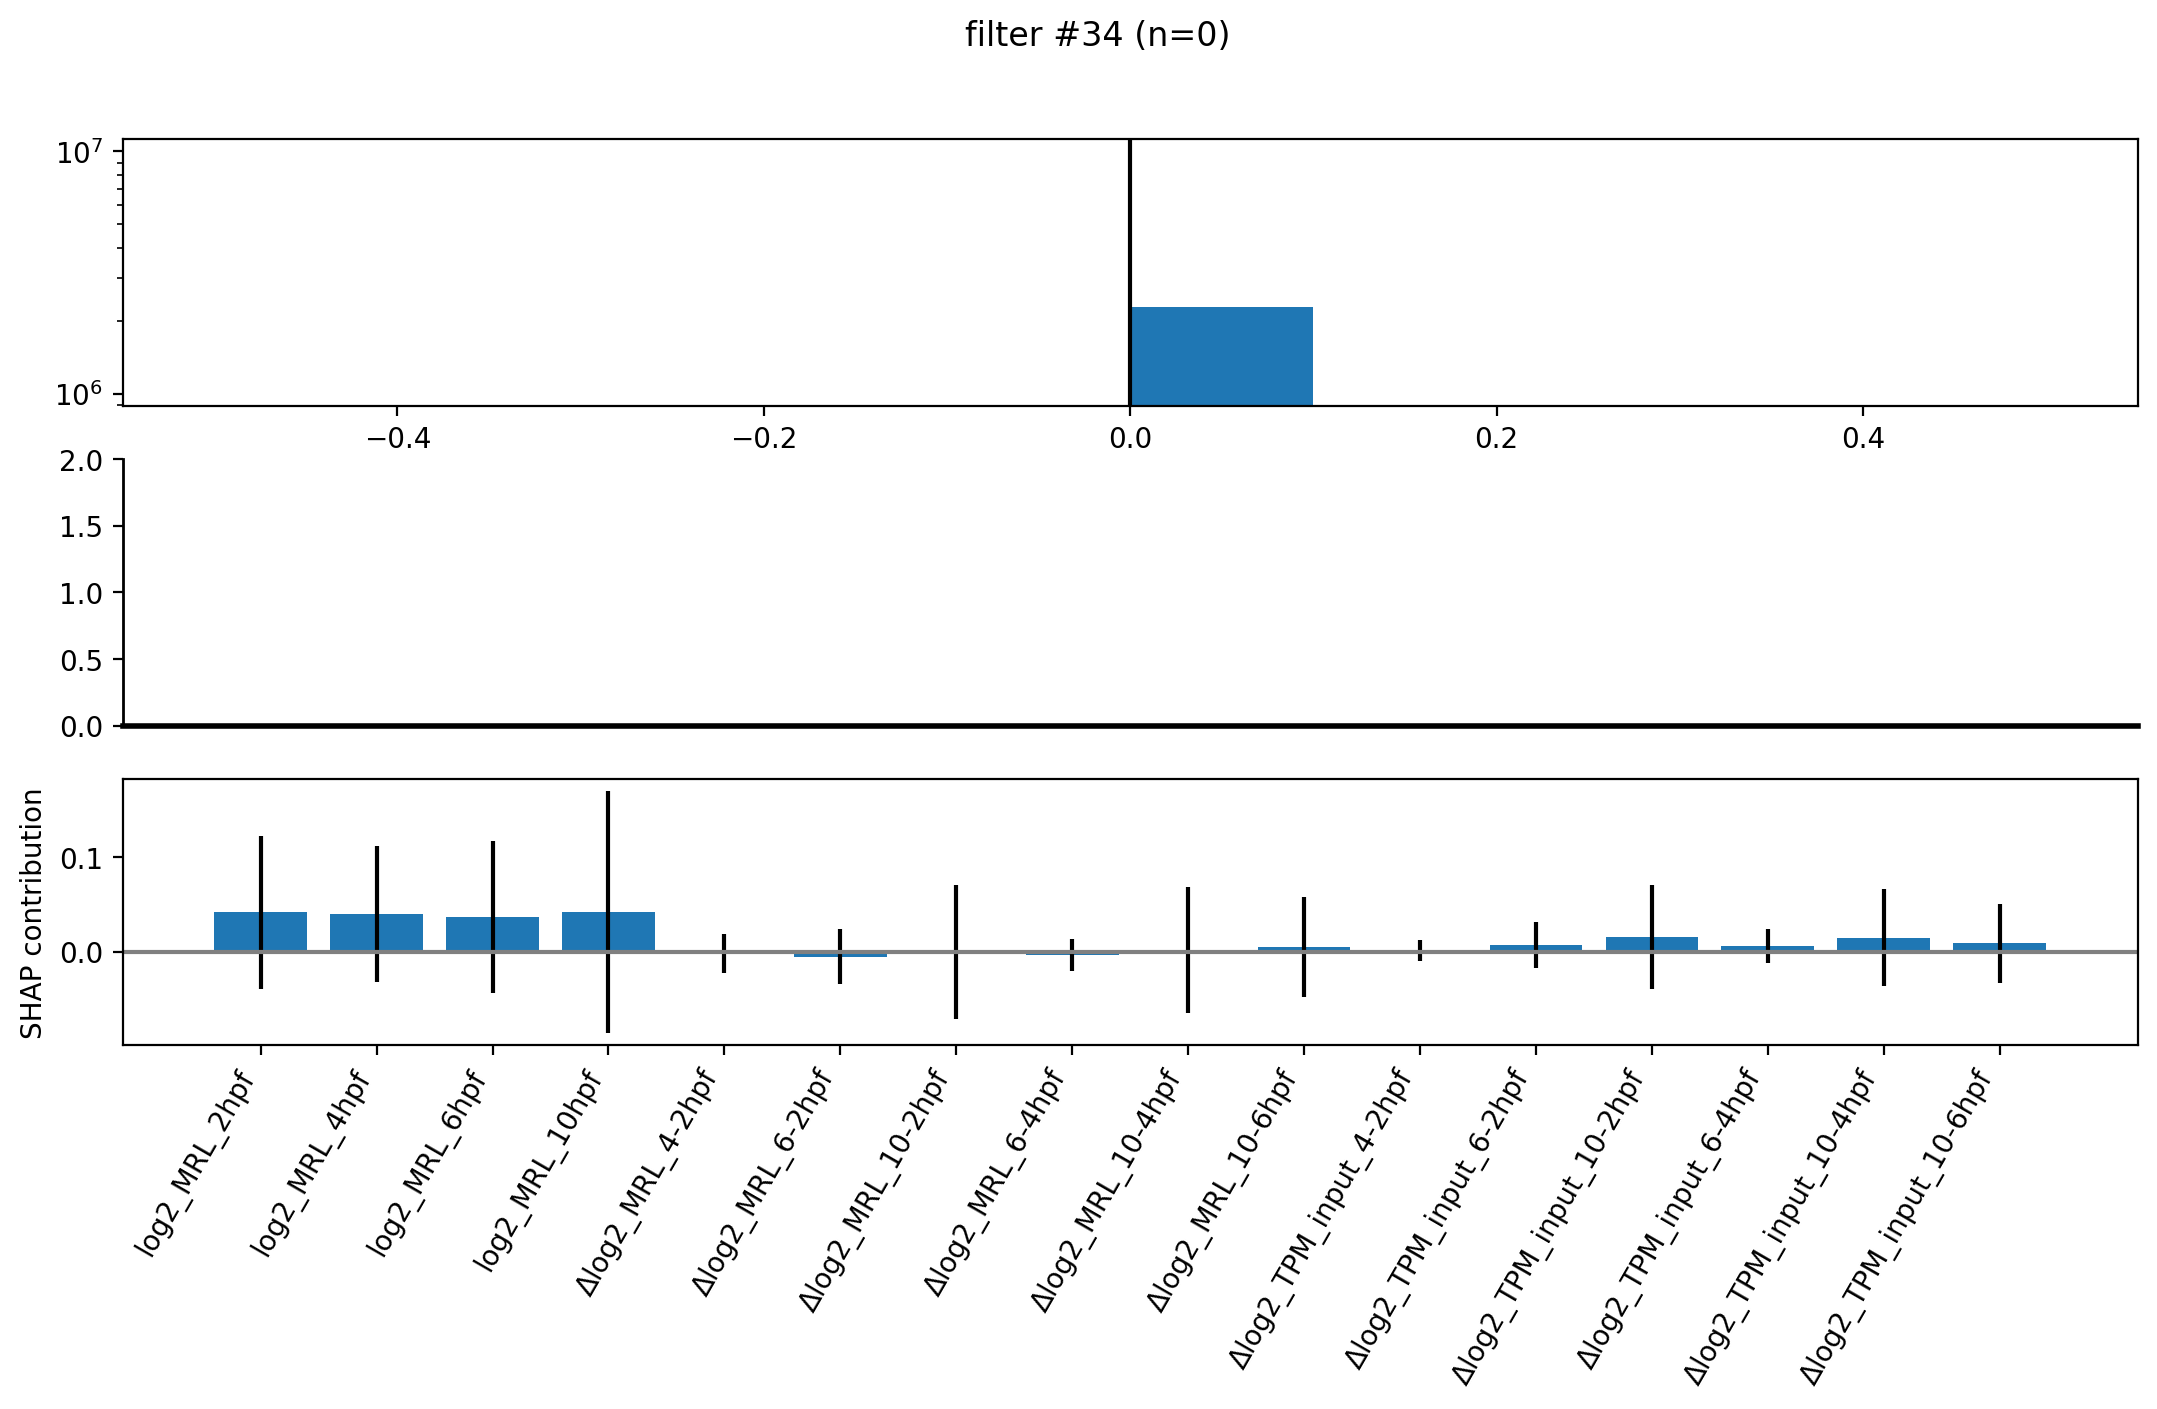 filter #34 (n=0)
10^7
10^6
−0.4 −0.2 0.0 0.2 0.4
2.0
1.5
1.0
0.5
0.0
SHAP contribution
0.1
0.0
log2_MRL_2hpf
log2_MRL_4hpf
log2_MRL_6hpf
log2_MRL_10hpf
Δlog2_MRL_4-2hpf
Δlog2_MRL_6-2hpf
Δlog2_MRL_10-2hpf
Δlog2_MRL_6-4hpf
Δlog2_MRL_10-4hpf
Δlog2_MRL_10-6hpf
Δlog2_TPM_input_4-2hpf
Δlog2_TPM_input_6-2hpf
Δlog2_TPM_input_10-2hpf
Δlog2_TPM_input_6-4hpf
Δlog2_TPM_input_10-4hpf
Δlog2_TPM_input_10-6hpf